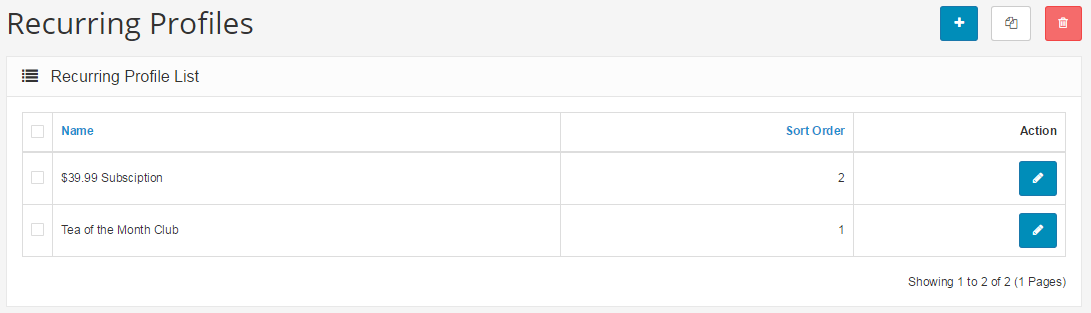 Recurring Profiles
Recurring Profile List
Name Sort Order Action
$39.99 Subsciption 2
Tea of the Month Club 1
Showing 1 to 2 of 2 (1 Pages)